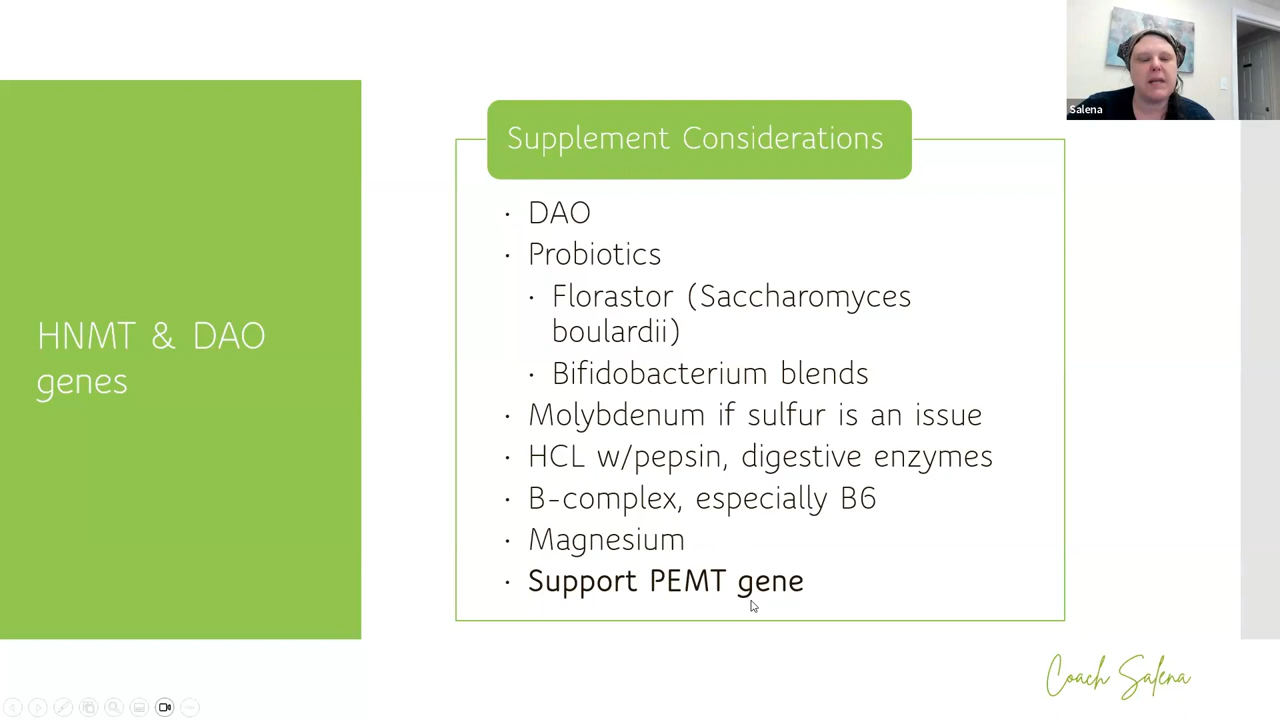 Salena
Supplement Considerations
HNMT & DAO
genes
· DAO
· Probiotics
· Florastor (Saccharomyces
boulardii)
· Bifidobacterium blends
· Molybdenum if sulfur is an issue
· HCL w/pepsin, digestive enzymes
· B-complex, especially B6
· Magnesium
· Support PEMT gene
Coach Salena